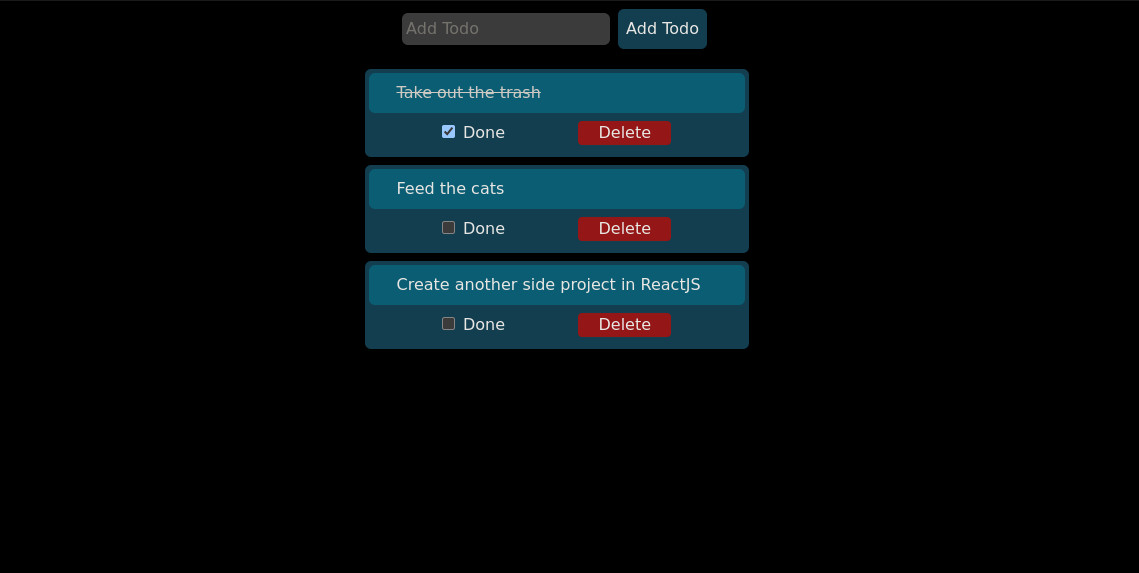 Add Todo Add Todo
Take out the trash
Done Delete
Feed the cats
Done Delete
Create another side project in ReactJS
Done Delete